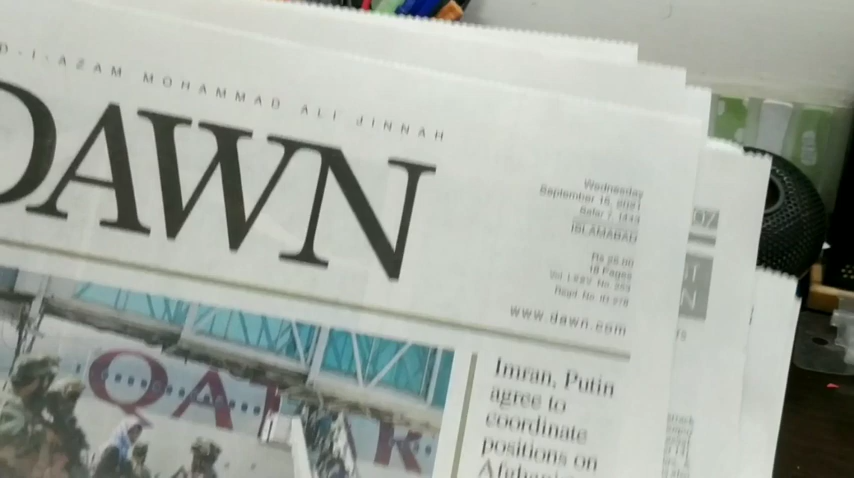 D-I-AZAM MOHAMMAD ALI JINNAH
DAWN
Wednesday
September 15, 2021
Safar 7, 1443
ISLAMABAD
Rs 25.00
18 Pages
www.dawn.com
QATA
R
Imran, Putin
agree to
coordinate
positions on